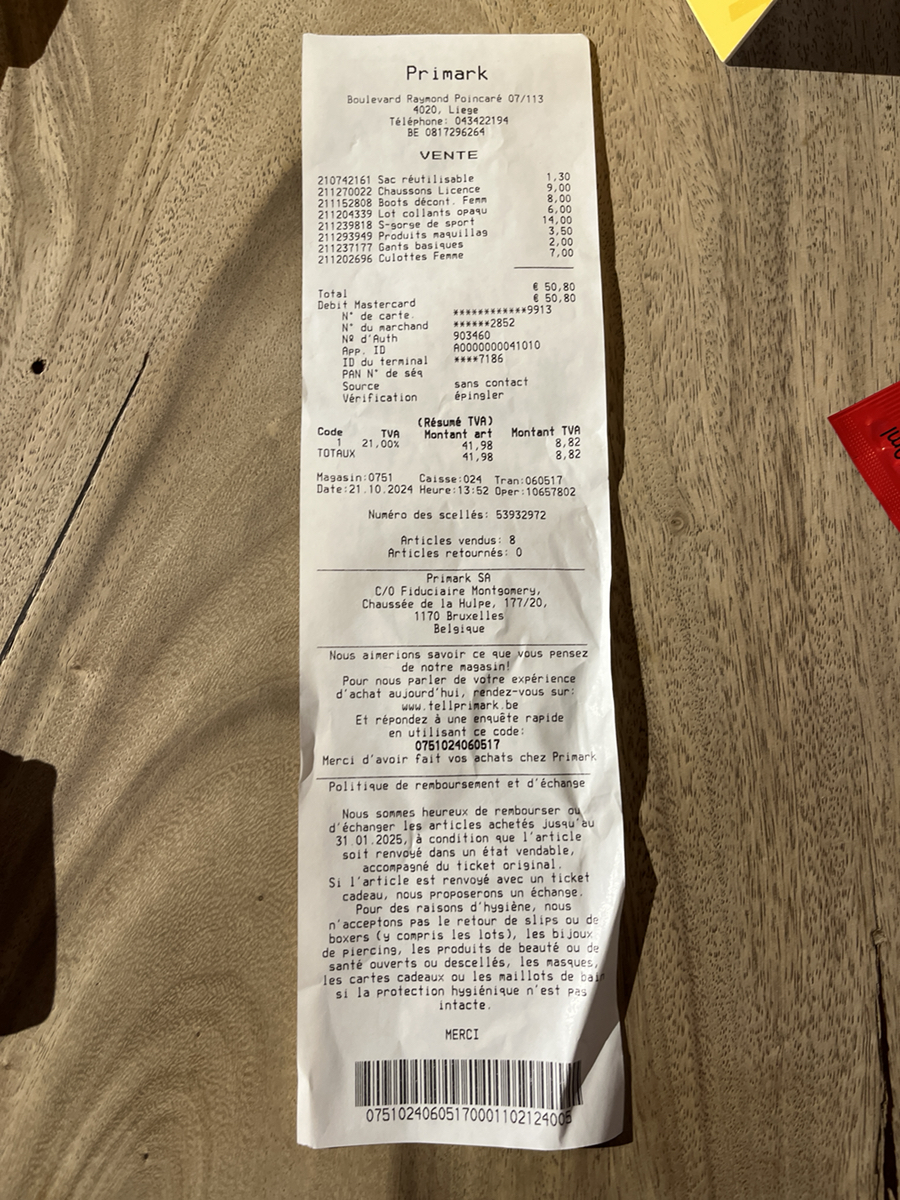 Primark
Boulevard Raymond Poincaré 07/113
4020, Liege
Téléphone: 043422194
BE 0817296264
VENTE
210742161 Sac réutilisable 1,30
211270022 Chaussons Licence 9,00
211152808 Boots décont. Femm 8,00
211204339 Lot collants opaqu 6,00
211239818 S-gorge de sport 14,00
211293949 Produits maquillag 3,50
211237177 Gants basiques 2,00
211202696 Culottes Femme 7,00
Total € 50,80
Debit Mastercard € 50,80
N° de carte. ************9913
N° du marchand ******2852
Nº d'Auth 903460
App. ID A0000000041010
ID du terminal ****7186
PAN N° de séq
Source sans contact
Vérification épingler
(Résumé TVA)
Code TVA Montant art Montant TVA
1 21,00% 41,98 8,82
TOTAUX 41,98 8,82
Magasin:0751 Caisse:024 Tran:060517
Date:21.10.2024 Heure:13:52 Oper:10657802
Numéro des scellés: 53932972
Articles vendus: 8
Articles retournés: 0
Primark SA
C/O Fiduciaire Montgomery,
Chaussée de la Hulpe, 177/20,
1170 Bruxelles
Belgique
Nous aimerions savoir ce que vous pensez
de notre magasin!
Pour nous parler de votre expérience
d'achat aujourd'hui, rendez-vous sur:
www.tellprimark.be
Et répondez à une enquête rapide
en utilisant ce code:
0751024060517
Merci d'avoir fait vos achats chez Primark
Politique de remboursement et d'échange
Nous sommes heureux de rembourser ou
d'échanger les articles achetés jusqu'au
31.01.2025, à condition que l'article
soit renvoyé dans un état vendable,
accompagné du ticket original.
Si l'article est renvoyé avec un ticket
cadeau, nous proposerons un échange.
Pour des raisons d'hygiène, nous
n'acceptons pas le retour de slips ou de
boxers (y compris les lots), les bijoux
de piercing, les produits de beauté ou de
santé ouverts ou descellés, les masques,
les cartes cadeaux ou les maillots de bain
si la protection hygiénique n'est pas
intacte.
MERCI
07510240605170001102124005